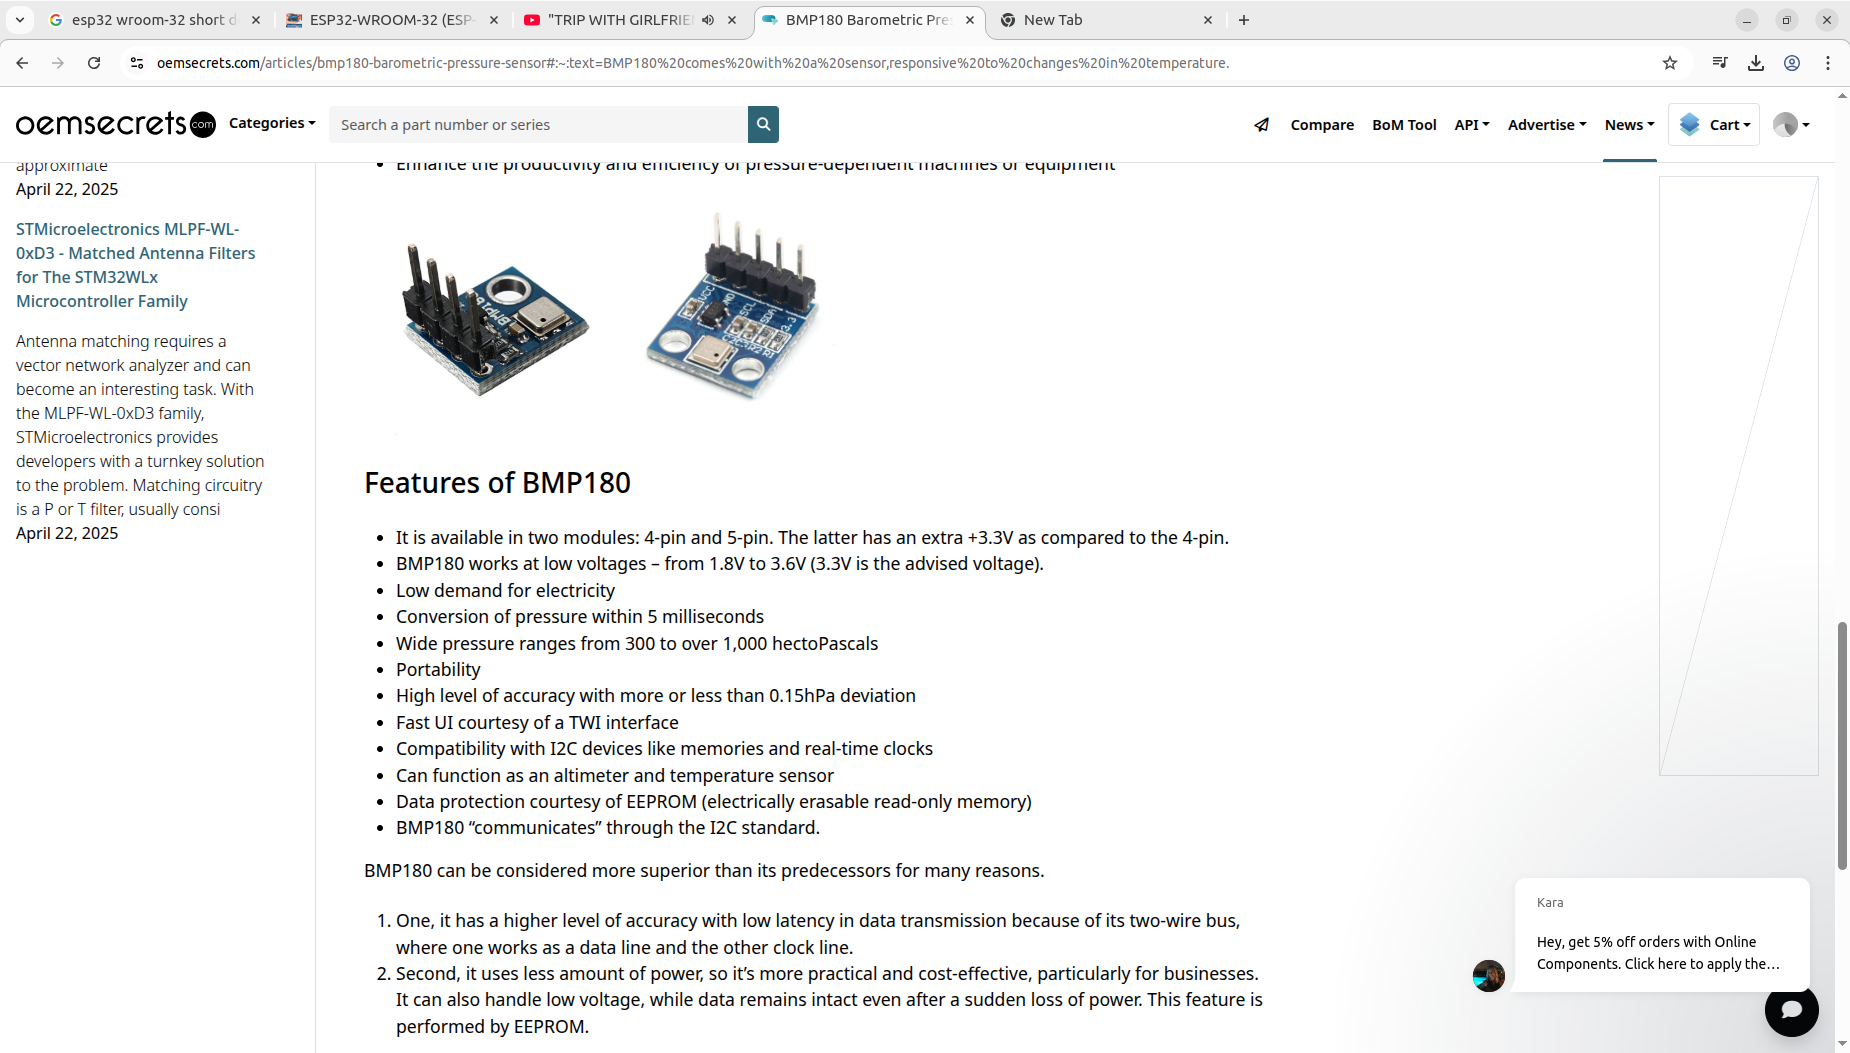 esp32 wroom-32 short d
ESP32-WROOM-32 (ESP-
"TRIP WITH GIRLFRIE
BMP180 Barometric Pre
New Tab
oemsecrets.com/articles/bmp180-barometric-pressure-sensor#:~:text=BMP180%20comes%20with%20a%20sensor,responsive%20to%20changes%20in%20temperature.
oemsecrets.com
Categories
Search a part number or series
Compare
BoM Tool
API
Advertise
News
Cart
approximate
April 22, 2025
STMicroelectronics MLPF-WL-
0xD3 - Matched Antenna Filters
for The STM32WLx
Microcontroller Family
Antenna matching requires a
vector network analyzer and can
become an interesting task. With
the MLPF-WL-0xD3 family,
STMicroelectronics provides
developers with a turnkey solution
to the problem. Matching circuitry
is a P or T filter, usually consi
April 22, 2025
• Enhance the productivity and efficiency of pressure-dependent machines or equipment
VCC
SCL
SDA
3.3
Features of BMP180
• It is available in two modules: 4-pin and 5-pin. The latter has an extra +3.3V as compared to the 4-pin.
• BMP180 works at low voltages – from 1.8V to 3.6V (3.3V is the advised voltage).
• Low demand for electricity
• Conversion of pressure within 5 milliseconds
• Wide pressure ranges from 300 to over 1,000 hectoPascals
• Portability
• High level of accuracy with more or less than 0.15hPa deviation
• Fast UI courtesy of a TWI interface
• Compatibility with I2C devices like memories and real-time clocks
• Can function as an altimeter and temperature sensor
• Data protection courtesy of EEPROM (electrically erasable read-only memory)
• BMP180 “communicates” through the I2C standard.
BMP180 can be considered more superior than its predecessors for many reasons.
1. One, it has a higher level of accuracy with low latency in data transmission because of its two-wire bus,
where one works as a data line and the other clock line.
2. Second, it uses less amount of power, so it’s more practical and cost-effective, particularly for businesses.
It can also handle low voltage, while data remains intact even after a sudden loss of power. This feature is
performed by EEPROM.
Kara
Hey, get 5% off orders with Online
Components. Click here to apply the…